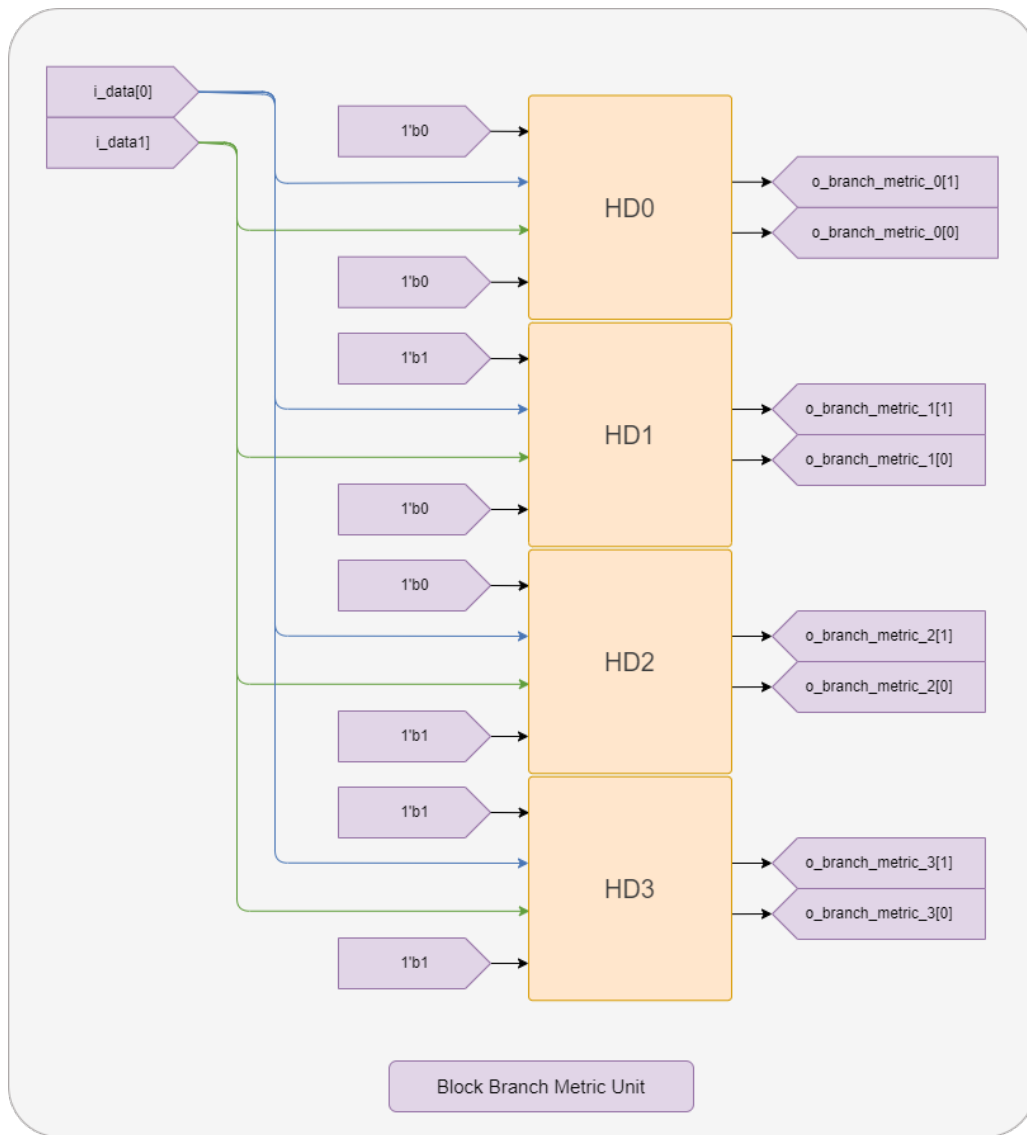 i_data[0]
i_data1]
1'b0
HD0
o_branch_metric_0[1]
o_branch_metric_0[0]
1'b0
1'b1
HD1
o_branch_metric_1[1]
o_branch_metric_1[0]
1'b0
1'b0
HD2
o_branch_metric_2[1]
o_branch_metric_2[0]
1'b1
1'b1
HD3
o_branch_metric_3[1]
o_branch_metric_3[0]
1'b1
Block Branch Metric Unit